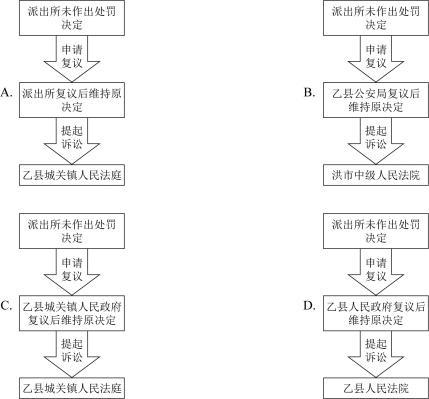 派出所未作出处罚
决定
申请
复议
A.
派出所复议后维持原
决定
提起
诉讼
乙县城关镇人民法庭
派出所未作出处罚
决定
申请
复议
B.
乙县公安局复议后
维持原决定
提起
诉讼
洪市中级人民法院
派出所未作出处罚
决定
申请
复议
C.
乙县城关镇人民政府
复议后维持原决定
提起
诉讼
乙县城关镇人民法庭
派出所未作出处罚
决定
申请
复议
D.
乙县人民政府复议后
维持原决定
提起
诉讼
乙县人民法院